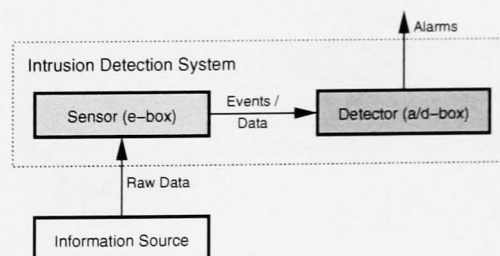 Alarms
Intrusion Detection System
Events /
Data
Sensor (e–box)
Detector (a/d–box)
Raw Data
Information Source